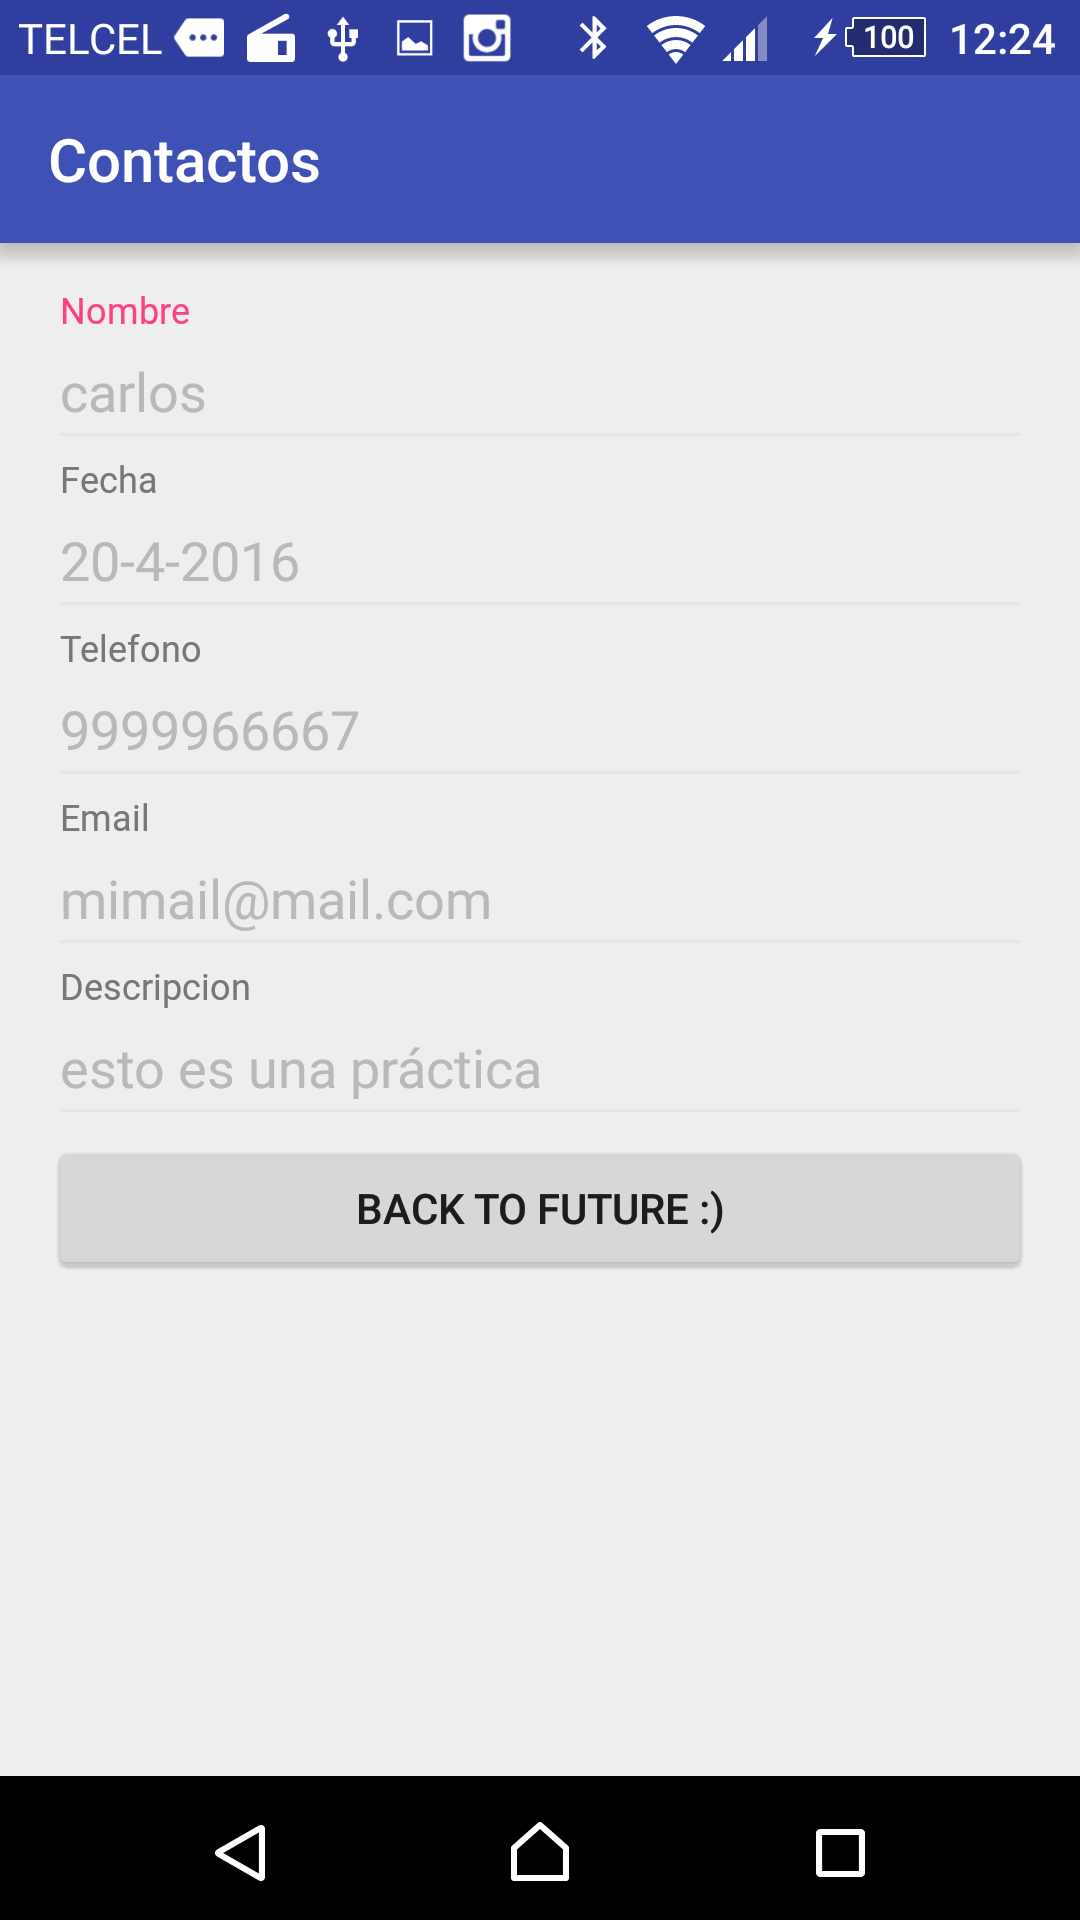 TELCEL 100 12:24
Contactos
Nombre
carlos
Fecha
20-4-2016
Telefono
9999966667
Email
mimail@mail.com
Descripcion
esto es una práctica
BACK TO FUTURE :)